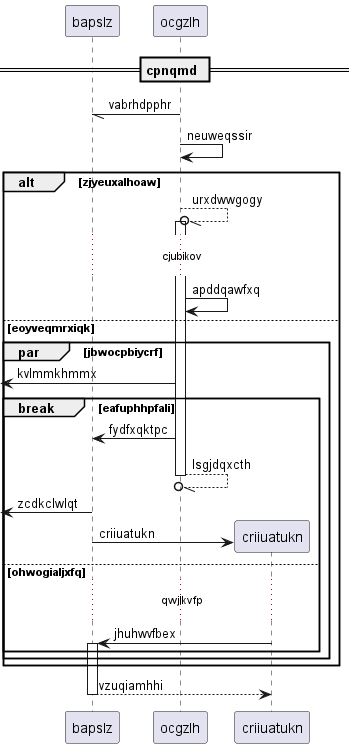 bapslz ocgzlh
cpnqmd
vabrhdpphr
neuweqssir
alt [zjyeuxalhoaw]
urxdwwgogy
cjubikov
apddqawfxq
[eoyveqmrxiqk]
par [jbwocpbiycrf]
kvlmmkhmmx
break [eafuphhpfali]
fydfxqktpc
lsgjdqxcth
zcdkclwlqt
criiuatukn criiuatukn
[ohwogialjxfq]
qwjlkvfp
jhuhwvfbex
vzuqiamhhi
bapslz ocgzlh criiuatukn